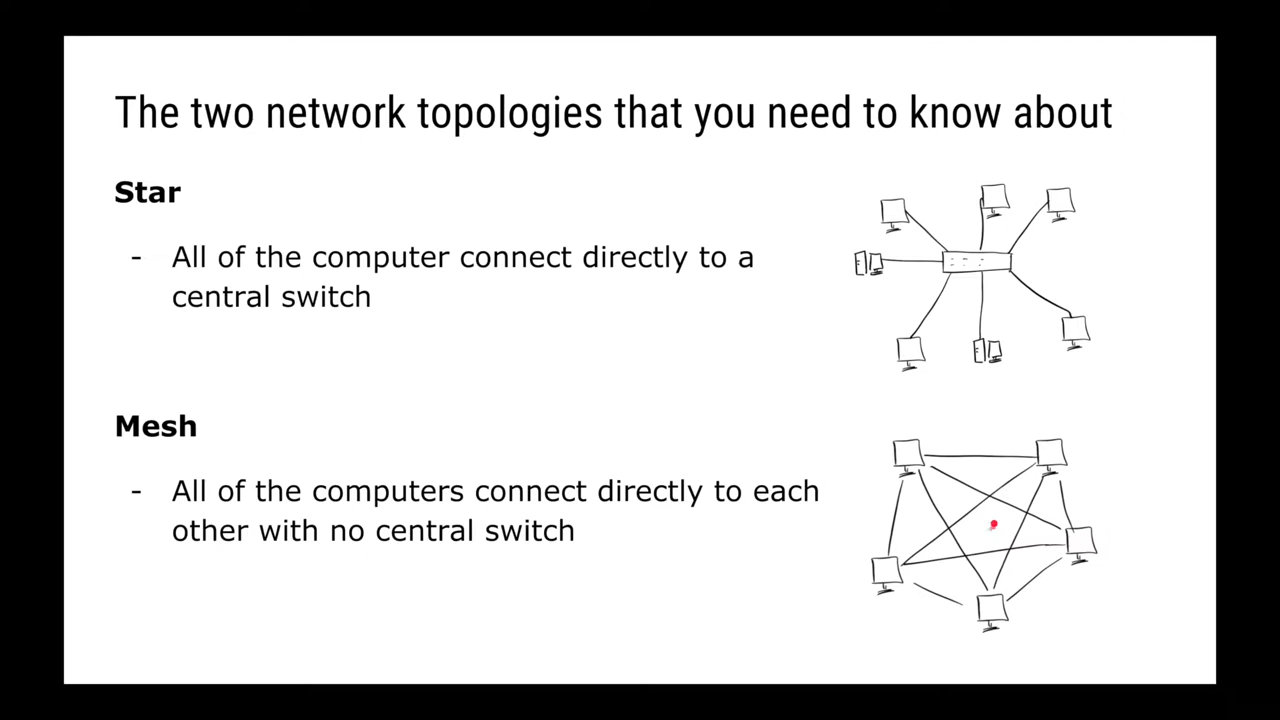 The two network topologies that you need to know about
Star
- All of the computer connect directly to a
central switch
Mesh
- All of the computers connect directly to each
other with no central switch